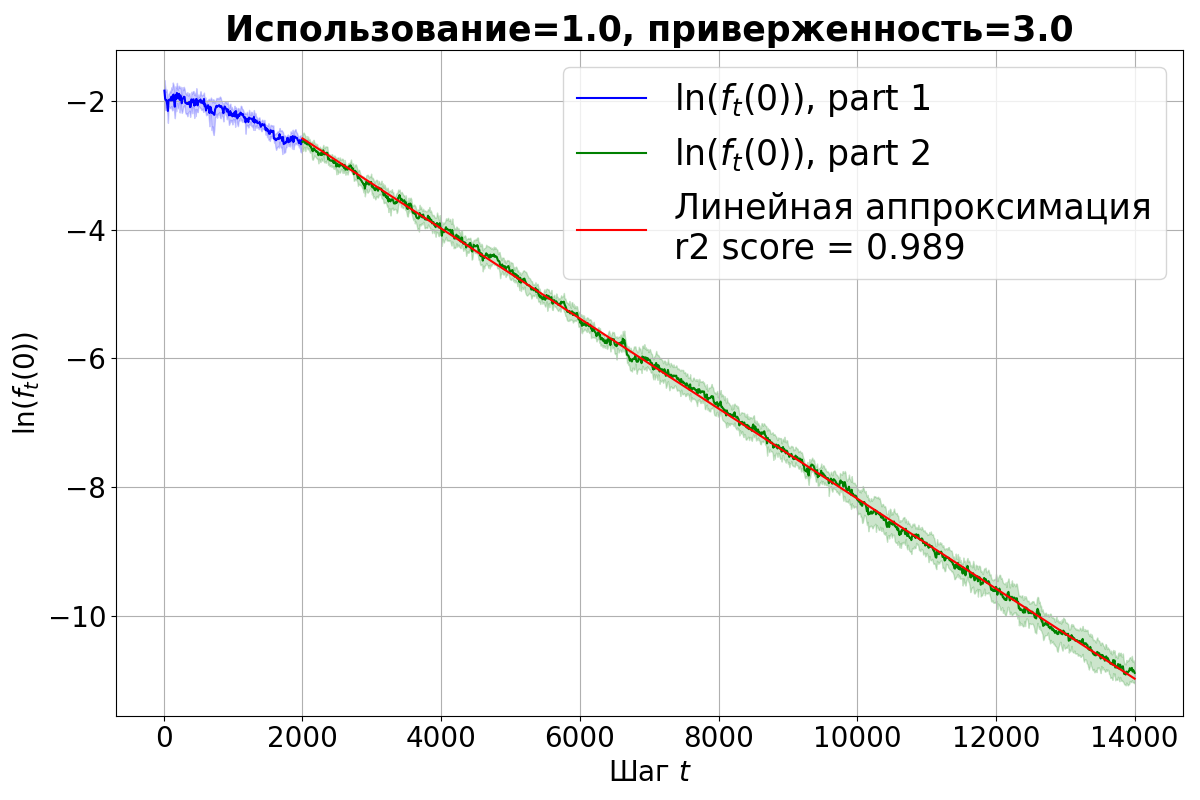 Использование=1.0, приверженность=3.0
ln(f_t(0)), part 1
ln(f_t(0)), part 2
Линейная аппроксимация
r2 score = 0.989
ln(f_t(0))
−2
−4
−6
−8
−10
0 2000 4000 6000 8000 10000 12000 14000
Шаг t